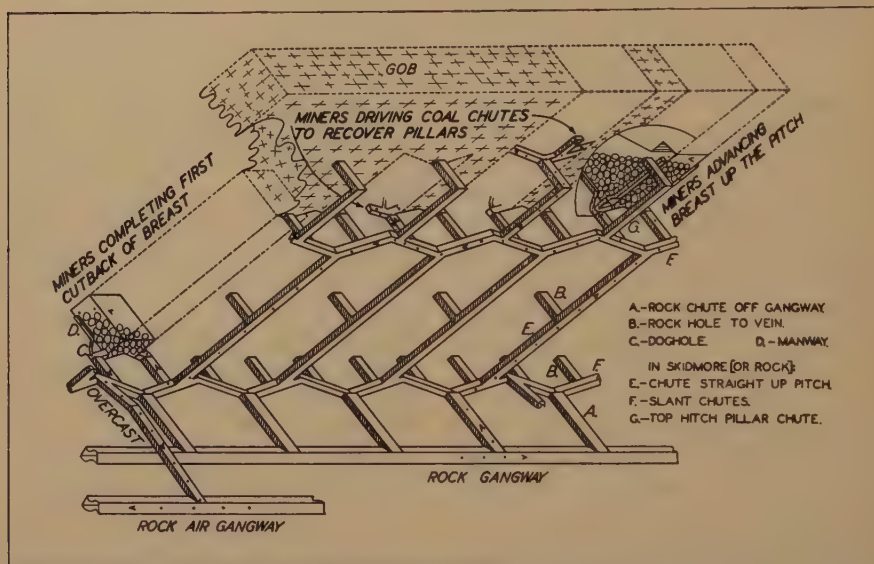 GOB
MINERS DRIVING COAL CHUTES
TO RECOVER PILLARS
MINERS ADVANCING
BREAST UP THE PITCH
MINERS COMPLETING FIRST
CUTBACK OF BREAST
G.
F.
D.
C.
B.
E.
B.
F.
A.
OVERCAST
A.-ROCK CHUTE OFF GANGWAY.
B.-ROCK HOLE TO VEIN.
C.-DOGHOLE. D.-MANWAY.
IN SKIDMORE [OR ROCK]:
E.-CHUTE STRAIGHT UP PITCH.
F.-SLANT CHUTES.
G.-TOP HITCH PILLAR CHUTE.
ROCK GANGWAY
ROCK AIR GANGWAY